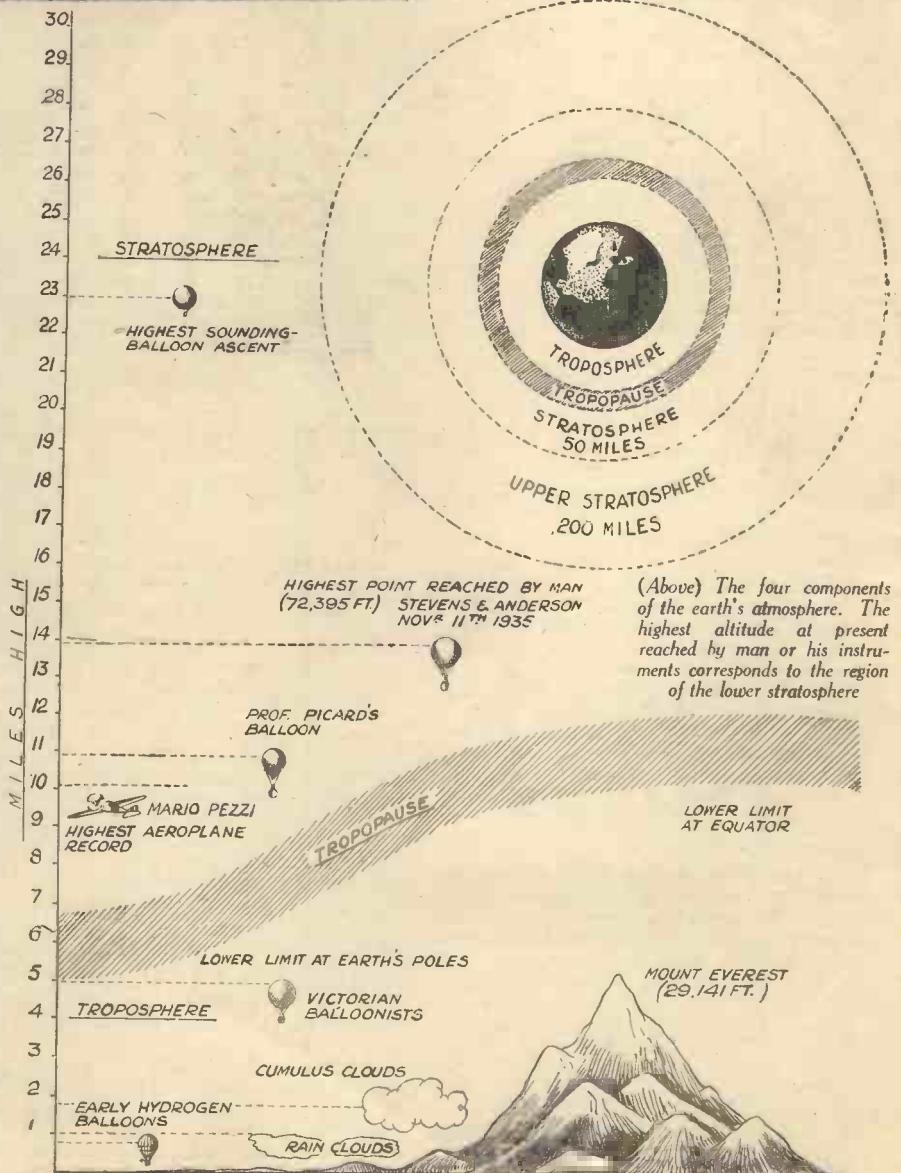 30
29
28
27
26
25
24
23
22
21
20
19
18
17
16
15
14
13
12
11
10
9
8
7
6
5
4
3
2
1
MILES HIGH
STRATOSPHERE
HIGHEST SOUNDING-
BALLOON ASCENT
TROPOSPHERE
TROPOPAUSE
STRATOSPHERE
50 MILES
UPPER STRATOSPHERE
200 MILES
HIGHEST POINT REACHED BY MAN
(72,395 FT.) STEVENS & ANDERSON
NOVR 11TH 1935
(Above) The four components
of the earth's atmosphere. The
highest altitude at present
reached by man or his instru-
ments corresponds to the region
of the lower stratosphere
PROF. PICARD'S
BALLOON
MARIO PEZZI
HIGHEST AEROPLANE
RECORD
TROPOPAUSE
LOWER LIMIT
AT EQUATOR
LOWER LIMIT AT EARTH'S POLES
VICTORIAN
BALLOONISTS
TROPOSPHERE
MOUNT EVEREST
(29,141 FT.)
CUMULUS CLOUDS
EARLY HYDROGEN
BALLOONS
RAIN CLOUDS